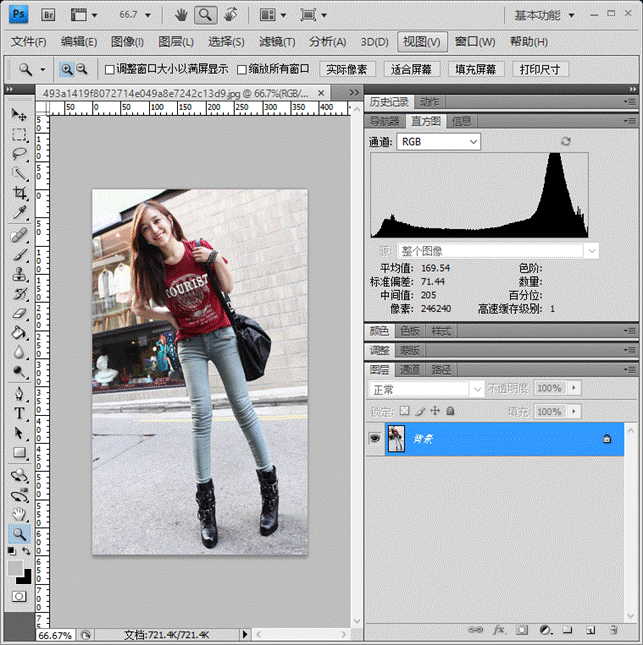 Ps Br 66.7 基本功能
文件(F) 编辑(E) 图像(I) 图层(L) 选择(S) 滤镜(T) 分析(A) 3D(D) 视图(V) 窗口(W) 帮助(H)
调整窗口大小以满屏显示 缩放所有窗口 实际像素 适合屏幕 填充屏幕 打印尺寸
493a1419f8072714e049a8e7242c13d9.jpg @ 66.7%(RGB/...
50 0 50 100 150 200 250 300 350 400
历史记录 动作
导航器 直方图 信息
通道: RGB
源: 整个图像
平均值: 169.54 色阶:
标准偏差: 71.44 数量:
中间值: 205 百分位:
像素: 246240 高速缓存级别: 1
颜色 色板 样式
调整 蒙版
图层 通道 路径
正常 不透明度: 100%
锁定: 填充: 100%
背景
TOURIST
66.67% 文档:721.4K/721.4K